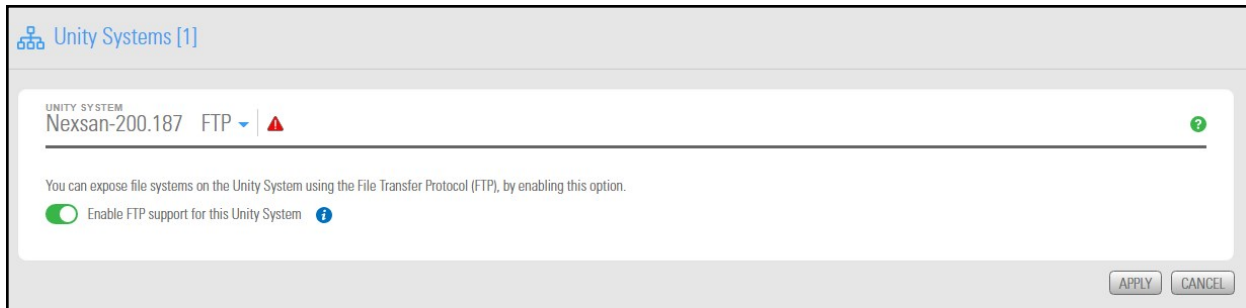 Unity Systems [1]
UNITY SYSTEM
Nexsan-200.187 FTP
You can expose file systems on the Unity System using the File Transfer Protocol (FTP), by enabling this option.
Enable FTP support for this Unity System
APPLY CANCEL